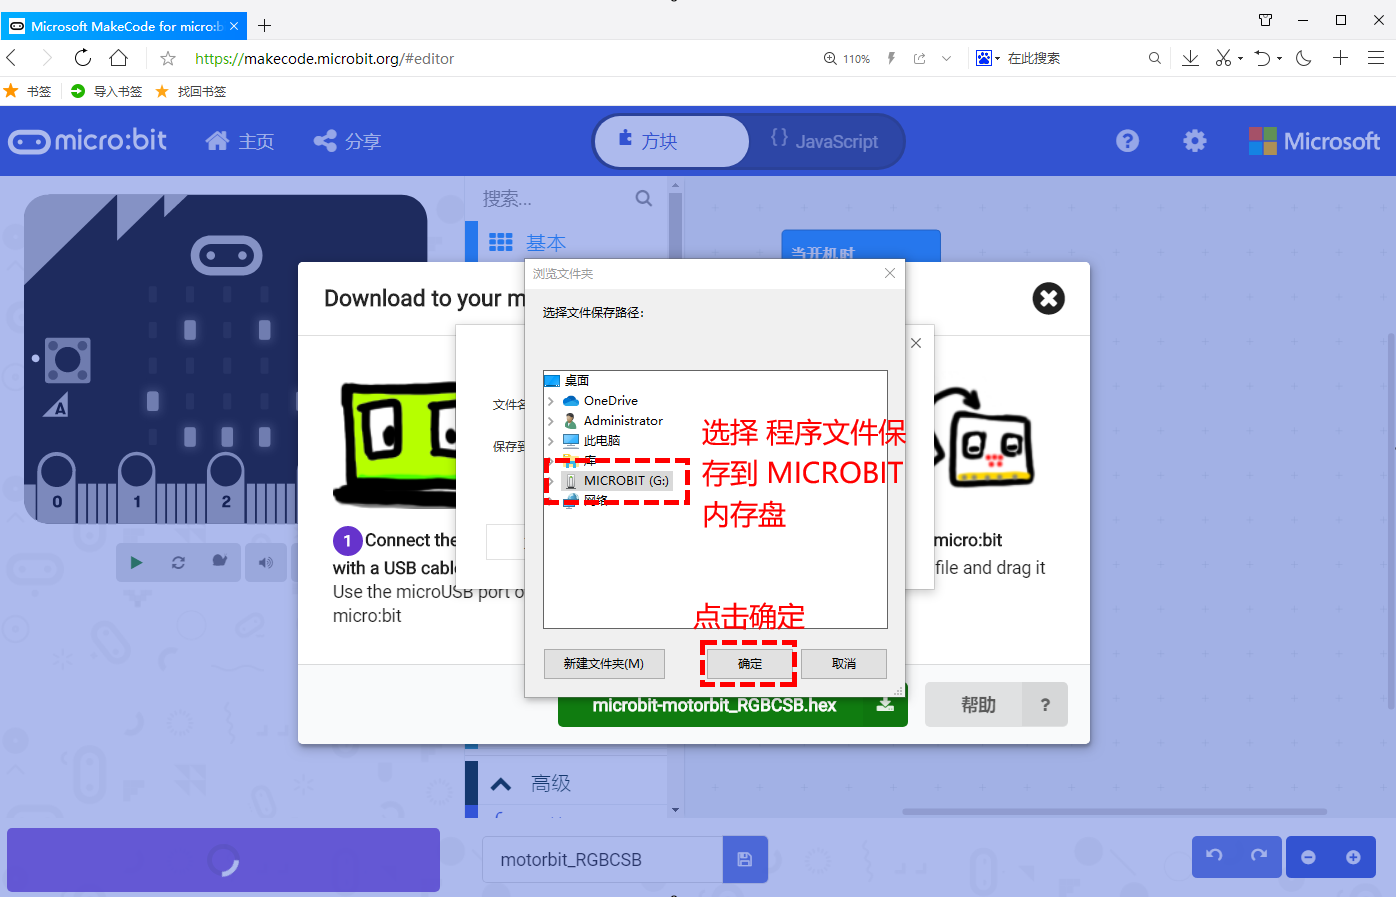 Microsoft MakeCode for micro:b
https://makecode.microbit.org/#editor
110%
在此搜索
书签
导入书签
找回书签
micro:bit
主页
分享
方块
{} JavaScript
?
Microsoft
搜索...
基本
当开机时
A
0
1
2
Download to your m
浏览文件夹
选择文件保存路径:
文件名
保存到
桌面
OneDrive
Administrator
此电脑
库
MICROBIT (G:)
网络
选择 程序文件保
存到 MICROBIT
内存盘
点击确定
新建文件夹(M)
确定
取消
1 Connect the
with a USB cabl
Use the microUSB port o
micro:bit
micro:bit
file and drag it
microbit-motorbit_RGBCSB.hex
帮助
?
高级
motorbit_RGBCSB